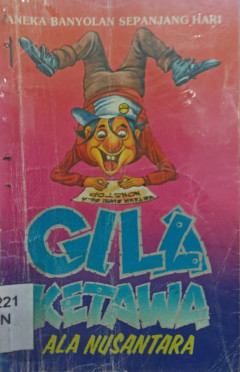 ANEKA BANYOLAN SEPANJANG HARI
GILA
KETAWA
ALA NUSANTARA
221
N